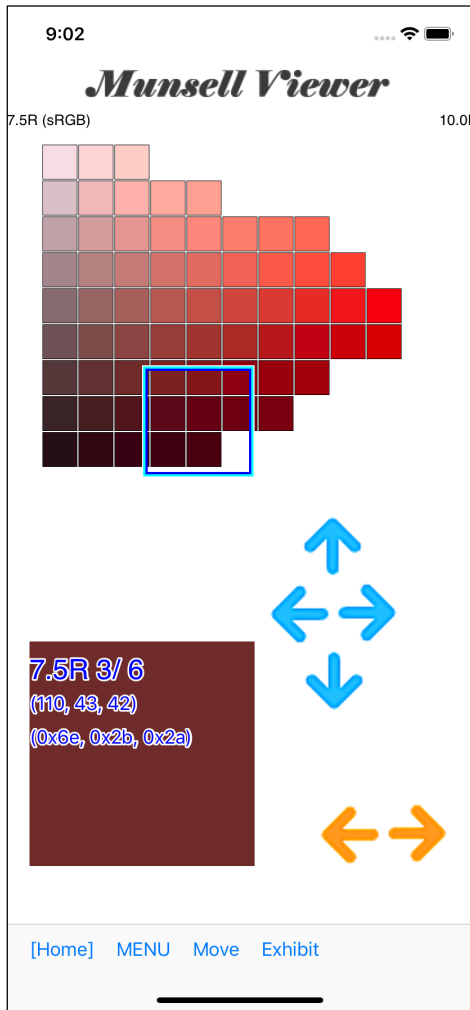 9:02
Munsell Viewer
7.5R (sRGB)
10.0
7.5R 3/ 6
(110, 43, 42)
(0x6e, 0x2b, 0x2a)
[Home] MENU Move Exhibit